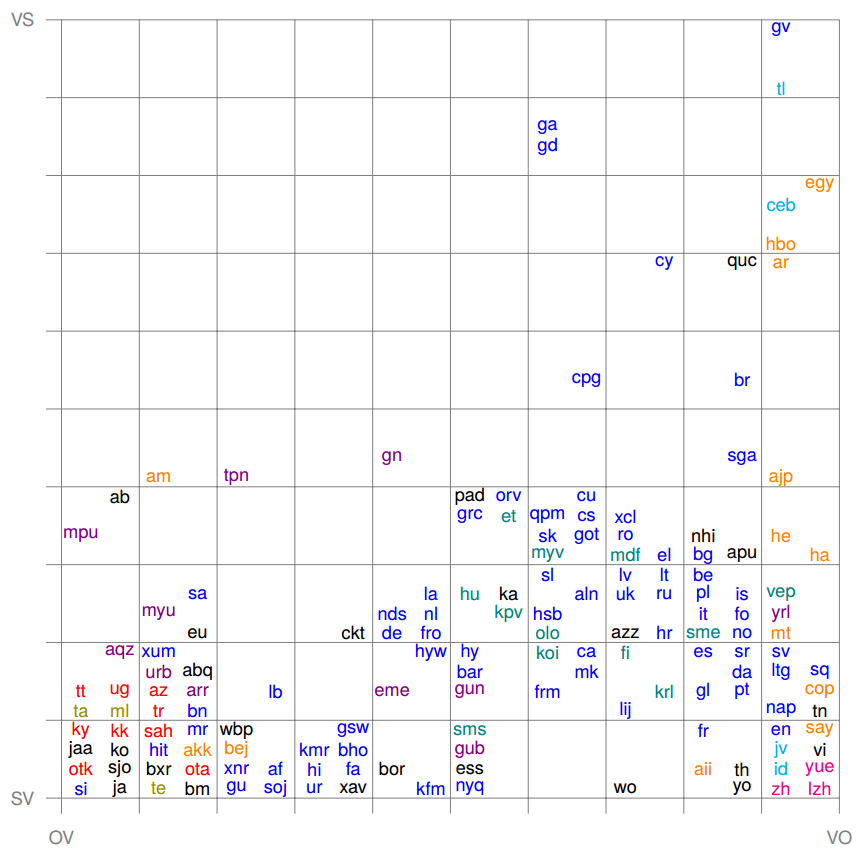 VS
gv
tl
ga
gd
egy
ceb
hbo
cy quc ar
cpg br
gn sga
am tpn ajp
ab pad orv cu
grc et qpm cs xcl
mpu sk got ro nhi he
myv mdf el bg apu ha
sl lv lt be
sa la hu ka aln uk ru pl is vep
myu nds nl kpv hsb it fo yrl
eu ckt de fro olo azz hr sme no mt
aqz xum hyw hy koi ca fi es sr sv
urb abq bar mk da ltg sq
tt ug az arr lb eme gun frm krl gl pt cop
ta ml tr bn lij nap tn
ky kk sah mr wbp gsw sms fr en say
jaa ko hit akk bej kmr bho gub jv vi
otk sjo bxr ota xnr af hi fa bor ess aii th id yue
si ja te bm gu soj ur xav kfm nyq wo yo zh lzh
SV
OV VO